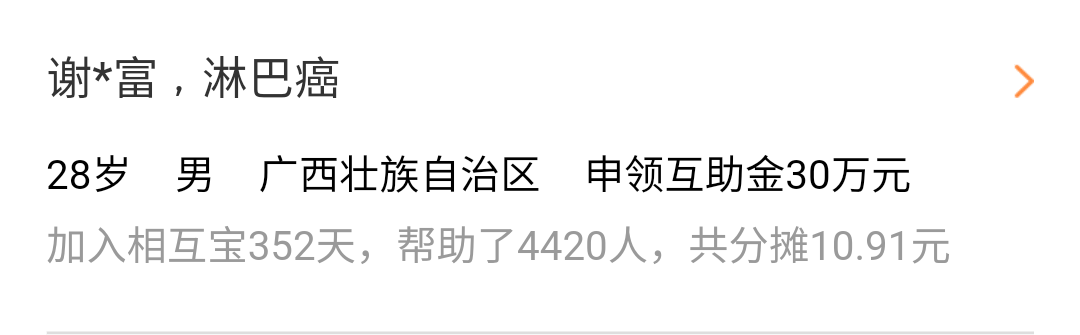 谢*富，淋巴癌
28岁 男 广西壮族自治区 申领互助金30万元
加入相互宝352天，帮助了4420人，共分摊10.91元